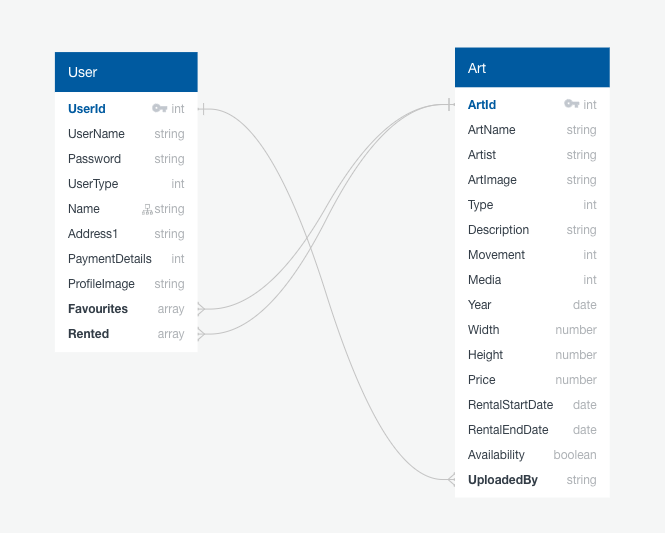 User
UserId int
UserName string
Password string
UserType int
Name string
Address1 string
PaymentDetails int
ProfileImage string
Favourites array
Rented array
Art
ArtId int
ArtName string
Artist string
ArtImage string
Type int
Description string
Movement int
Media int
Year date
Width number
Height number
Price number
RentalStartDate date
RentalEndDate date
Availability boolean
UploadedBy string